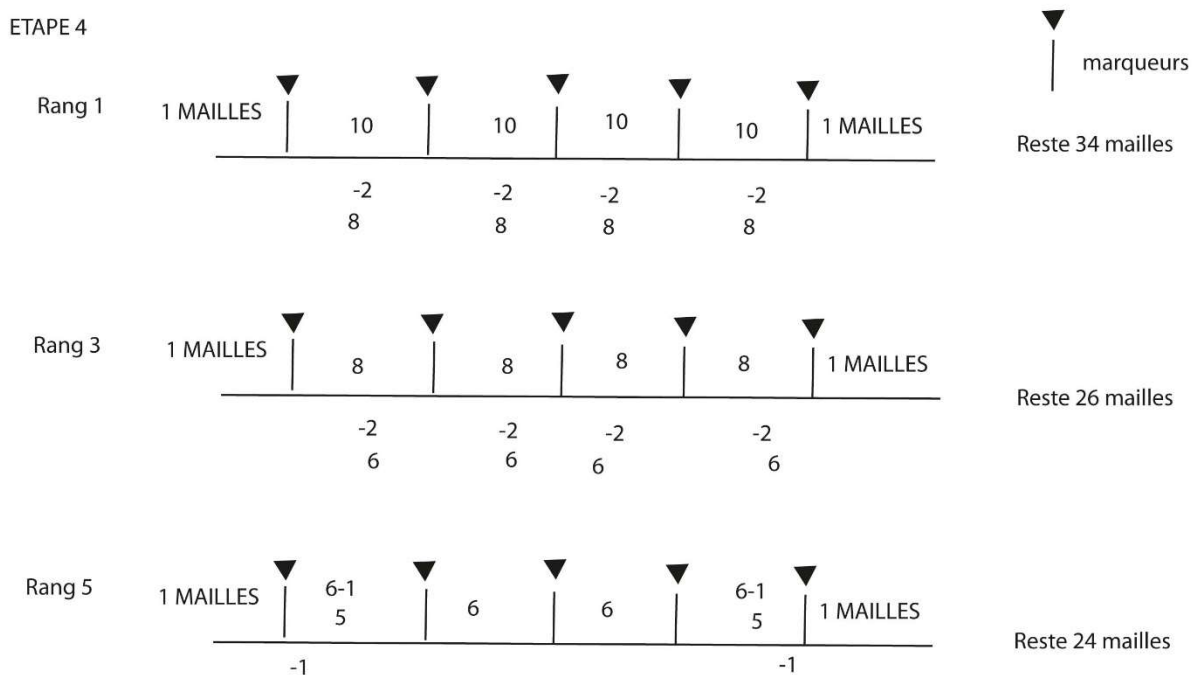 ETAPE 4
marqueurs
Rang 1
1 MAILLES 10 10 10 10 1 MAILLES
Reste 34 mailles
-2 -2 -2 -2
8 8 8 8
Rang 3
1 MAILLES 8 8 8 8 1 MAILLES
Reste 26 mailles
-2 -2 -2 -2
6 6 6 6
Rang 5
6-1 6-1
1 MAILLES 5 6 6 5 1 MAILLES
Reste 24 mailles
-1 -1